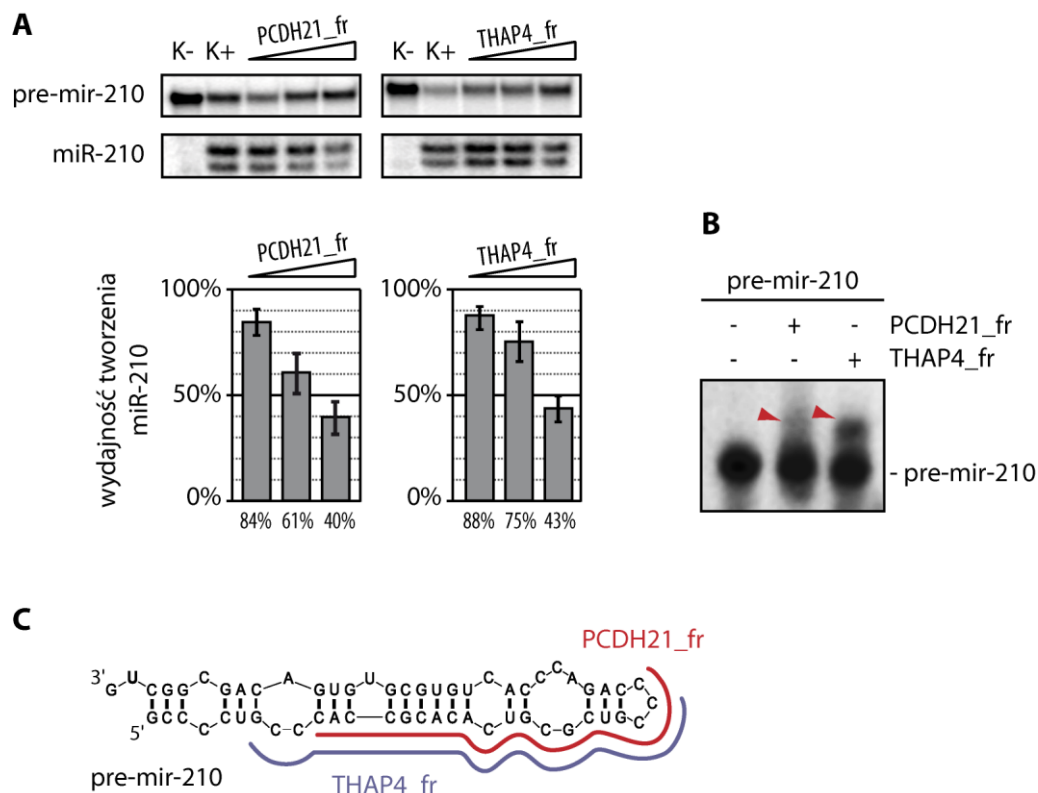 A
K- K+ PCDH21_fr
K- K+ THAP4_fr
pre-mir-210
miR-210
PCDH21_fr
THAP4_fr
wydajność tworzenia
miR-210
100%
50%
0%
84% 61% 40%
100%
50%
0%
88% 75% 43%
B
pre-mir-210
- + - PCDH21_fr
- - + THAP4_fr
- pre-mir-210
C
PCDH21_fr
3' GUCGGCGACAGUGUGCGUGUCACCCAGACCCC
5' GCCCCUGCCCACCGCACACUGCGCUG
pre-mir-210
THAP4_fr